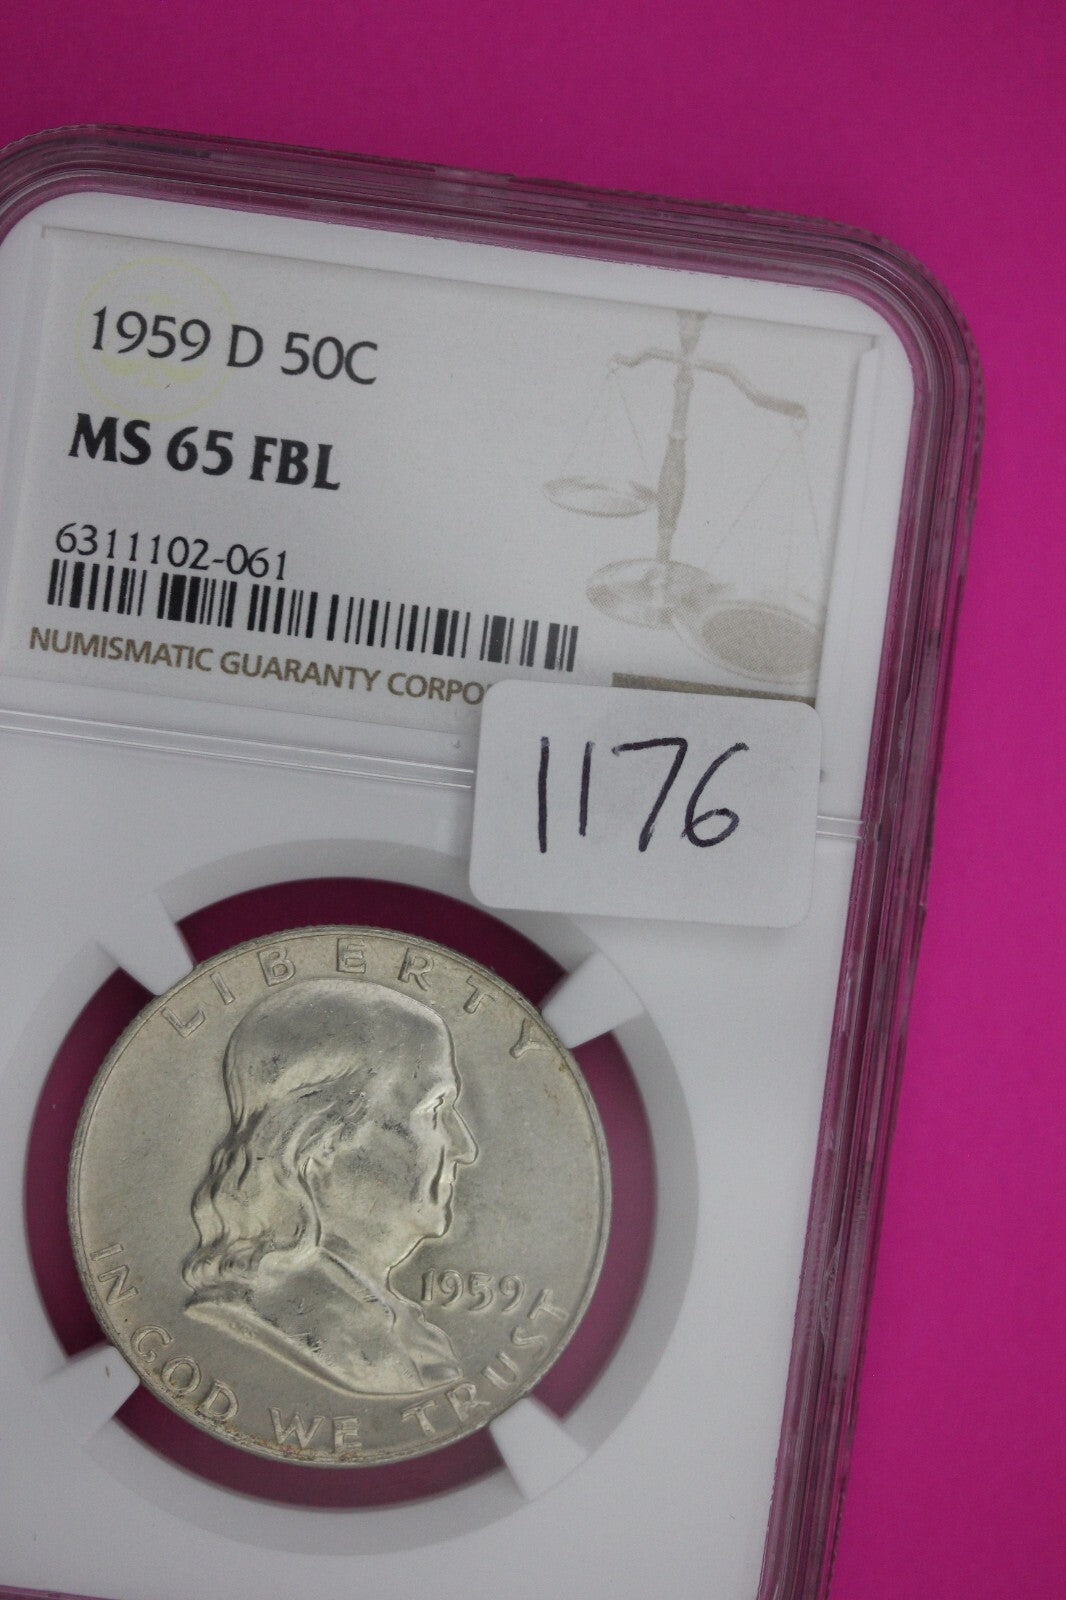 1959 D 50C
MS 65 FBL
6311102-061
NUMISMATIC GUARANTY CORPO
1176
LIBERTY
1959
IN GOD WE TRUST